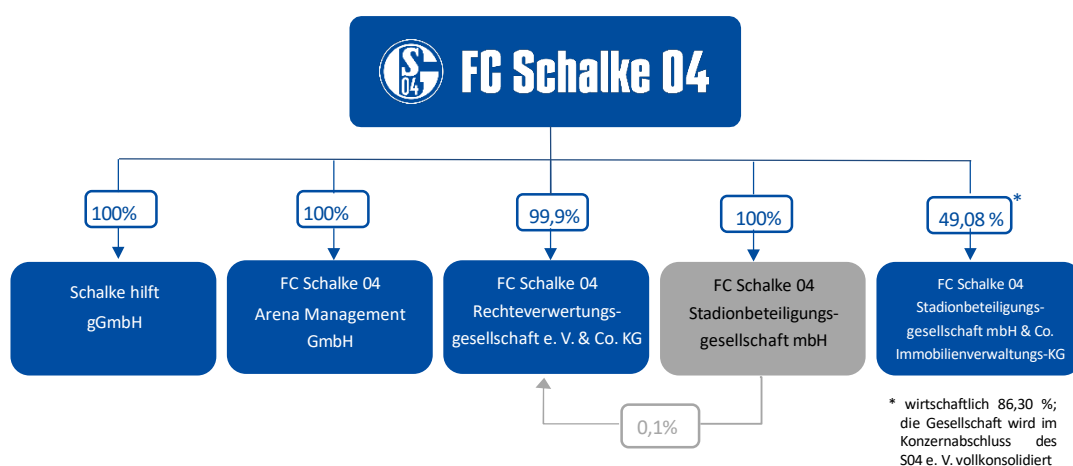 S
04
FC Schalke 04
100%
100%
99,9%
100%
49,08 %
*
Schalke hilft
gGmbH
FC Schalke 04
Arena Management
GmbH
FC Schalke 04
Rechteverwertungs-
gesellschaft e. V. & Co. KG
FC Schalke 04
Stadionbeteiligungs-
gesellschaft mbH
FC Schalke 04
Stadionbeteiligungs-
gesellschaft mbH & Co.
Immobilienverwaltungs-KG
0,1%
* wirtschaftlich 86,30 %;
die Gesellschaft wird im
Konzernabschluss des
S04 e. V. vollkonsolidiert